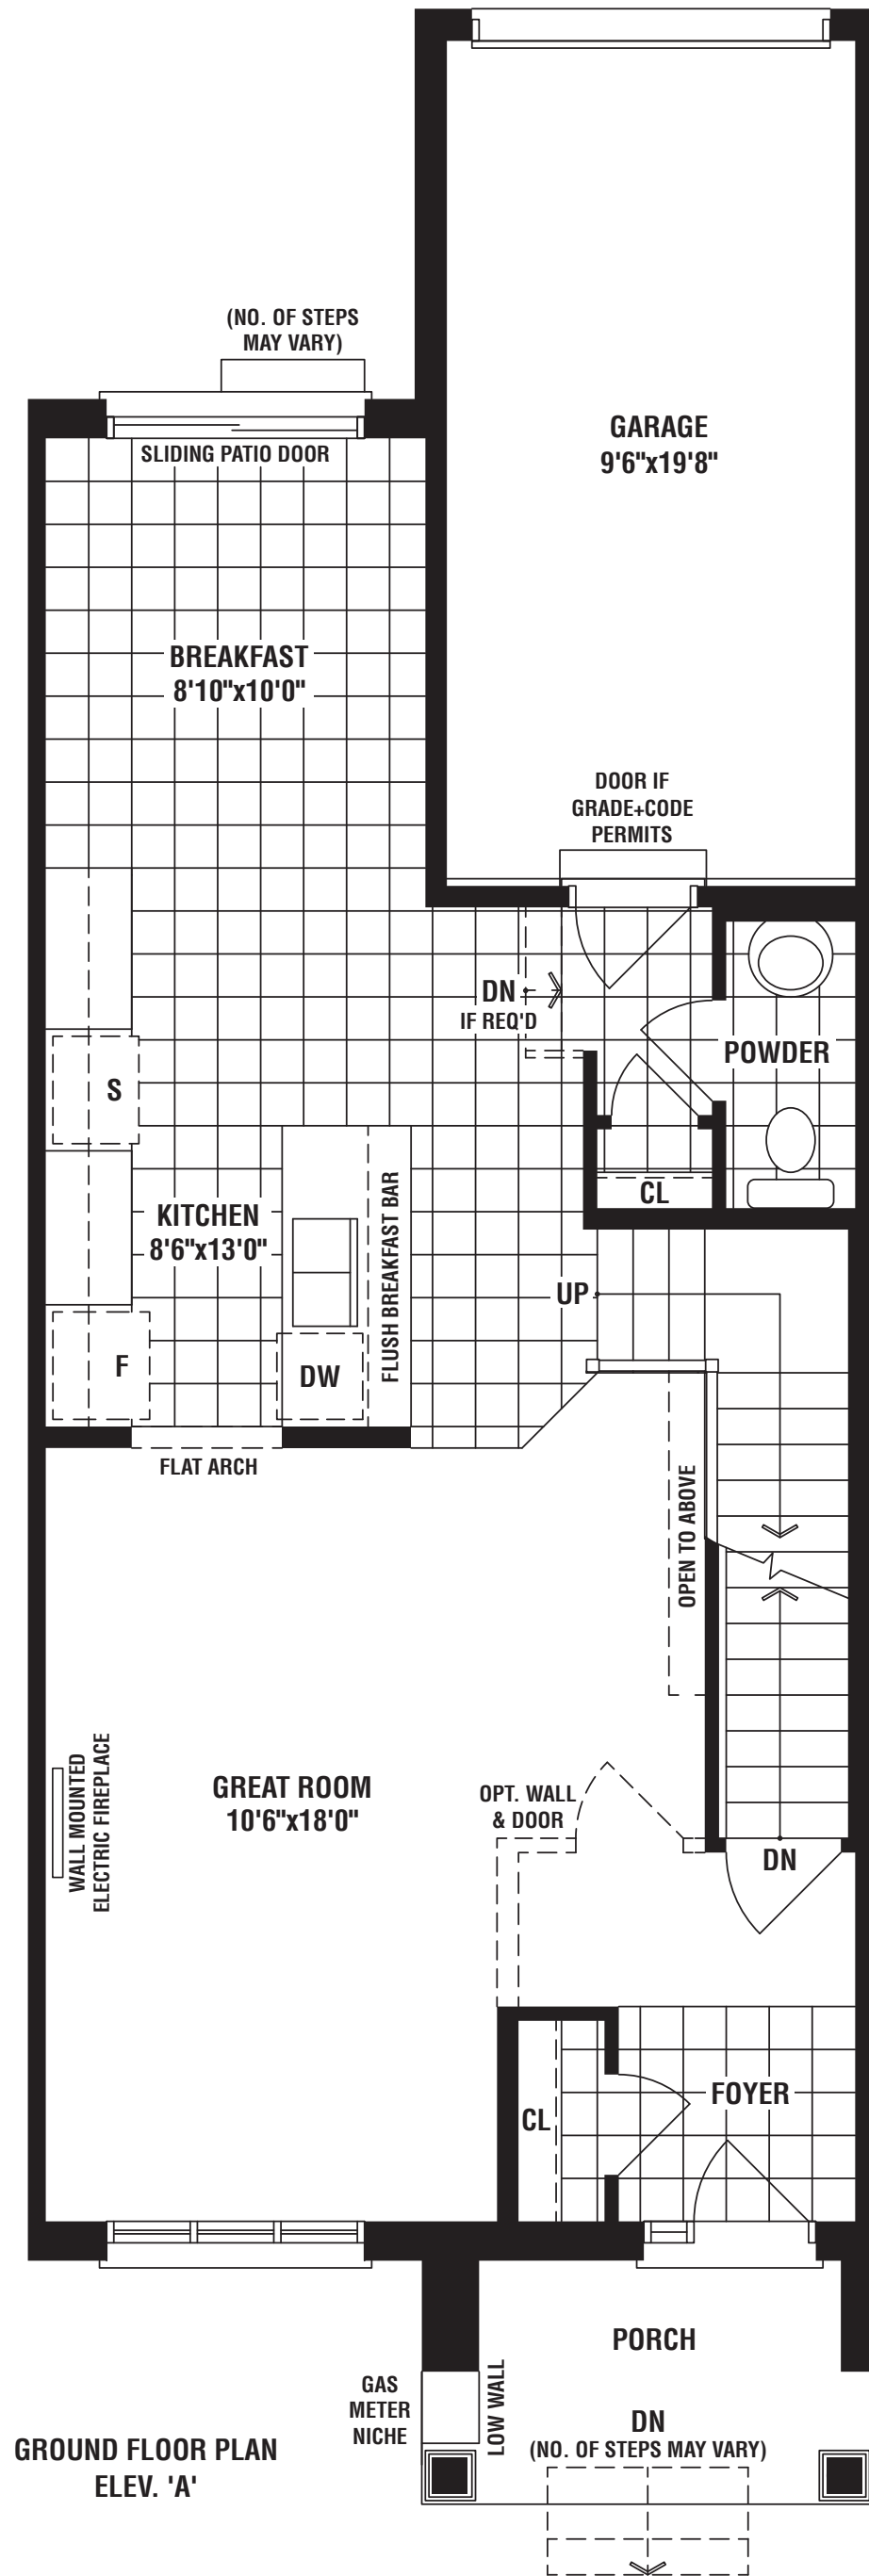 (NO. OF STEPS
MAY VARY)
SLIDING PATIO DOOR
GARAGE
9'6"x19'8"
BREAKFAST
8'10"x10'0"
DOOR IF
GRADE+CODE
PERMITS
DN
IF REQ'D
POWDER
S
CL
KITCHEN
8'6"x13'0"
FLUSH BREAKFAST BAR
UP
F
DW
FLAT ARCH
OPEN TO ABOVE
WALL MOUNTED
ELECTRIC FIREPLACE
GREAT ROOM
10'6"x18'0"
OPT. WALL
& DOOR
DN
FOYER
CL
PORCH
GAS
METER
NICHE
LOW WALL
DN
(NO. OF STEPS MAY VARY)
GROUND FLOOR PLAN
ELEV. 'A'